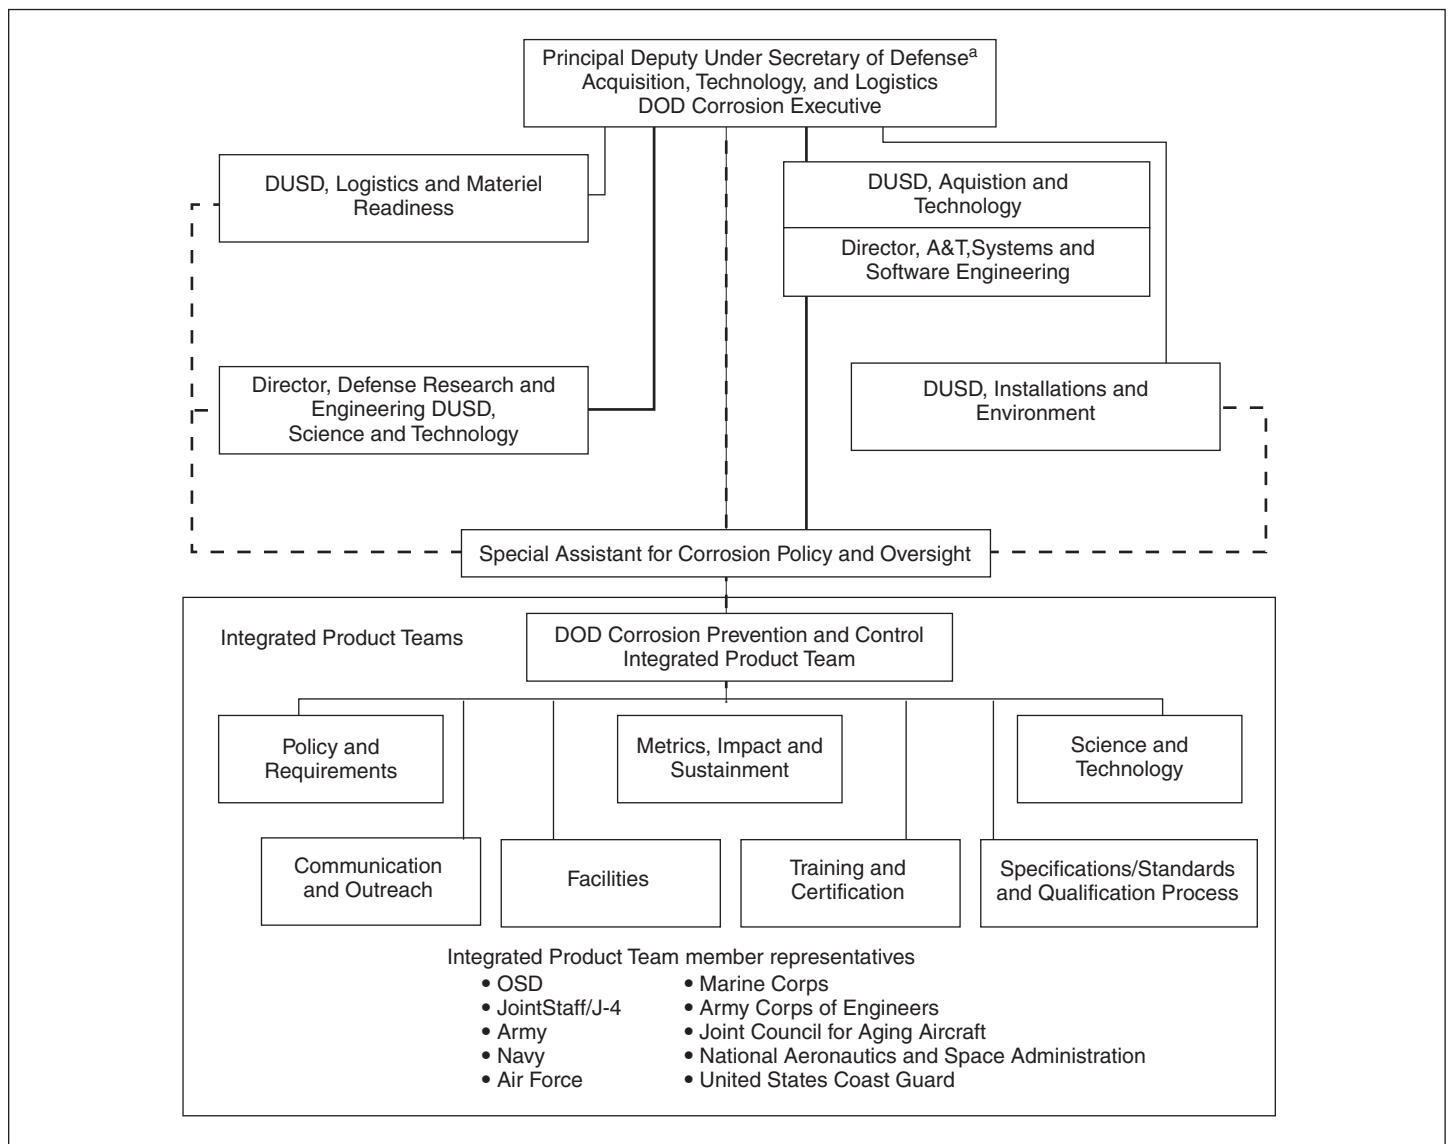 Principal Deputy Under Secretary of Defenseª
Acquisition, Technology, and Logistics
DOD Corrosion Executive
DUSD, Logistics and Materiel
Readiness
DUSD, Aquistion and
Technology
Director, A&T,Systems and
Software Engineering
Director, Defense Research and
Engineering DUSD,
Science and Technology
DUSD, Installations and
Environment
Special Assistant for Corrosion Policy and Oversight
Integrated Product Teams
DOD Corrosion Prevention and Control
Integrated Product Team
Policy and
Requirements
Metrics, Impact and
Sustainment
Science and
Technology
Communication
and Outreach
Facilities
Training and
Certification
Specifications/Standards
and Qualification Process
Integrated Product Team member representatives
• OSD
• JointStaff/J-4
• Army
• Navy
• Air Force
• Marine Corps
• Army Corps of Engineers
• Joint Council for Aging Aircraft
• National Aeronautics and Space Administration
• United States Coast Guard